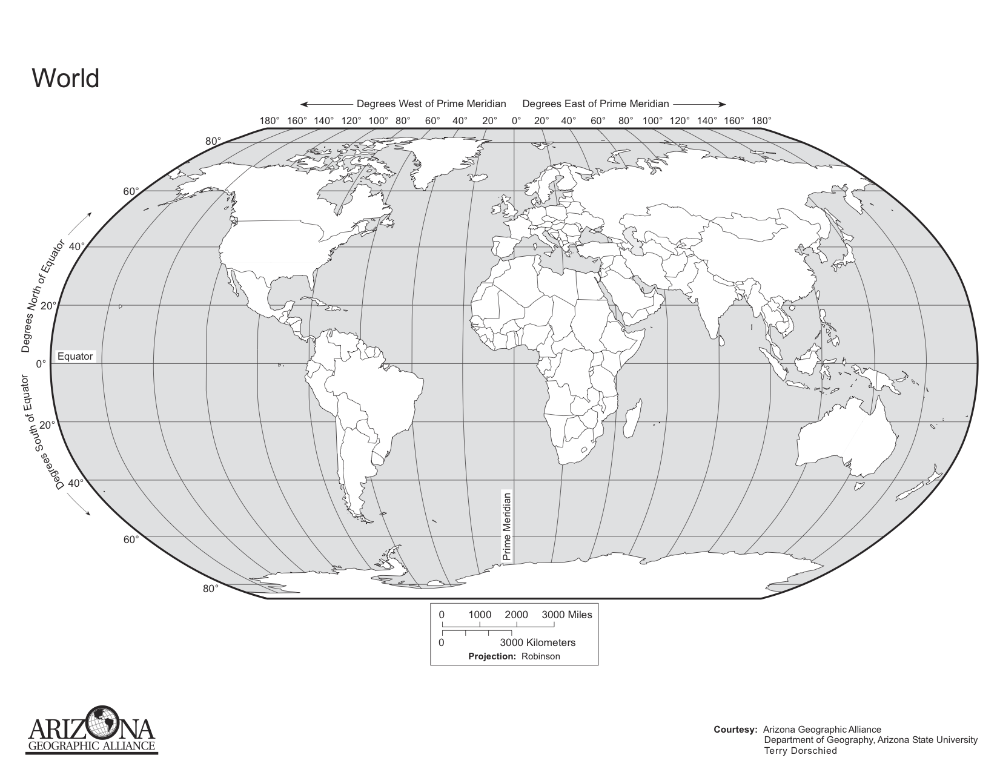 World
Degrees West of Prime Meridian
Degrees East of Prime Meridian
180° 160° 140° 120° 100° 80° 60° 40° 20° 0° 20° 40° 60° 80° 100° 120° 140° 160° 180°
80°
60°
40°
20°
Degrees North of Equator
Equator
0°
Degrees South of Equator
20°
40°
60°
80°
Prime Meridian
0 1000 2000 3000 Miles
0 3000 Kilometers
Projection: Robinson
ARIZONA
GEOGRAPHIC ALLIANCE
Courtesy: Arizona Geographic Alliance
Department of Geography, Arizona State University
Terry Dorschied